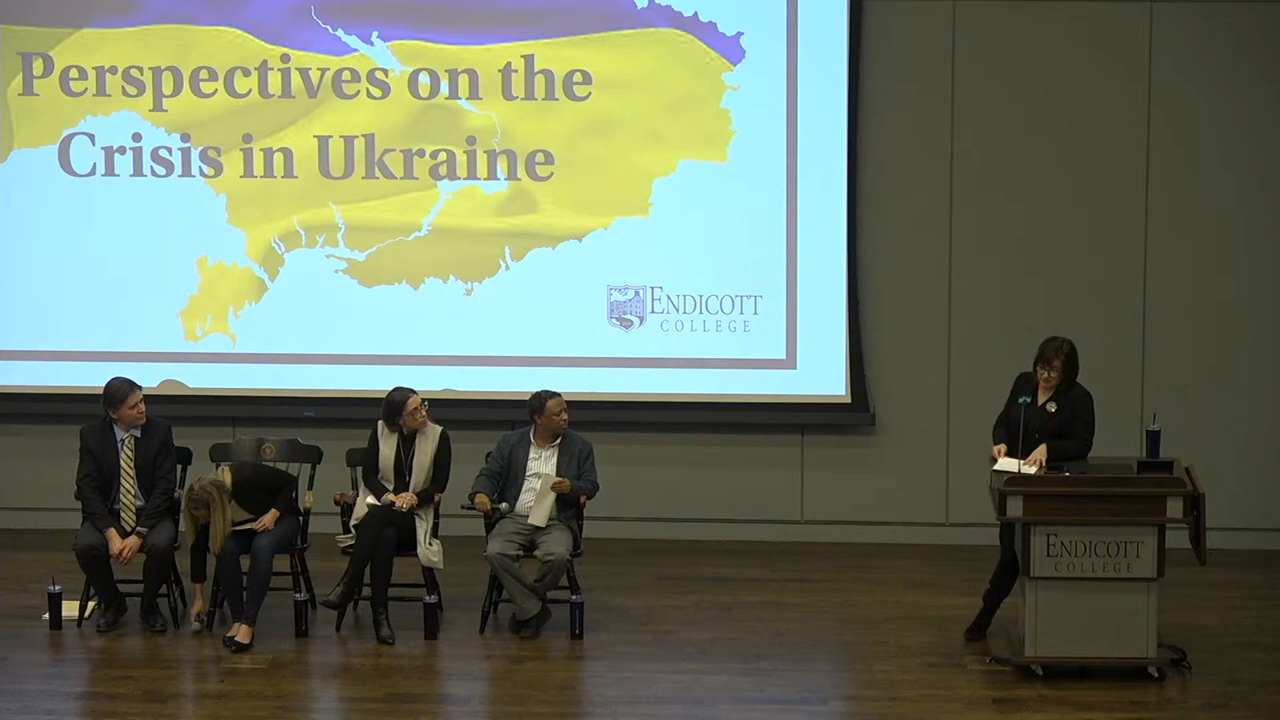 Perspectives on the
Crisis in Ukraine
ENDICOTT
COLLEGE
ENDICOTT
COLLEGE